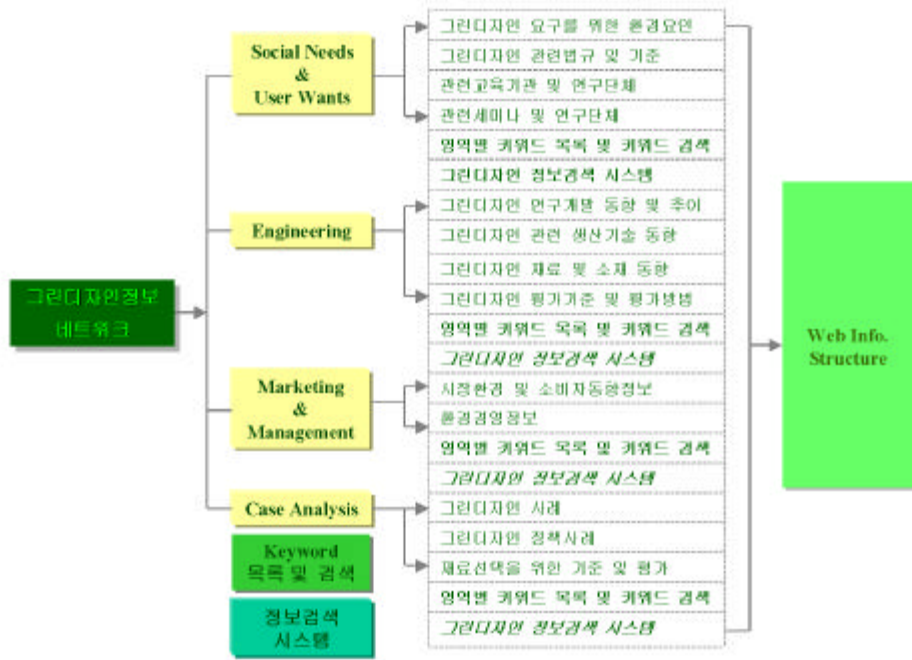 그린디자인정보
네트워크
Social Needs
&
User Wants
Engineering
Marketing
&
Management
Case Analysis
Keyword
목록 및 검색
정보검색
시스템
그린디자인 요구를 위한 환경요인
그린디자인 관련법규 및 기준
관련교육기관 및 연구단체
관련세미나 및 연구단체
영역별 키워드 목록 및 키워드 검색
그린디자인 정보검색 시스템
그린디자인 연구개발 동향 및 추이
그린디자인 관련 생산기술 동향
그린디자인 재료 및 소재 동향
그린디자인 평가기준 및 평가방법
영역별 키워드 목록 및 키워드 검색
그린디자인 정보검색 시스템
시장환경 및 소비자동향정보
환경경영정보
영역별 키워드 목록 및 키워드 검색
그린디자인 정보검색 시스템
그린디자인 사례
그린디자인 정책사례
재료선택을 위한 기준 및 평가
영역별 키워드 목록 및 키워드 검색
그린디자인 정보검색 시스템
Web Info.
Structure